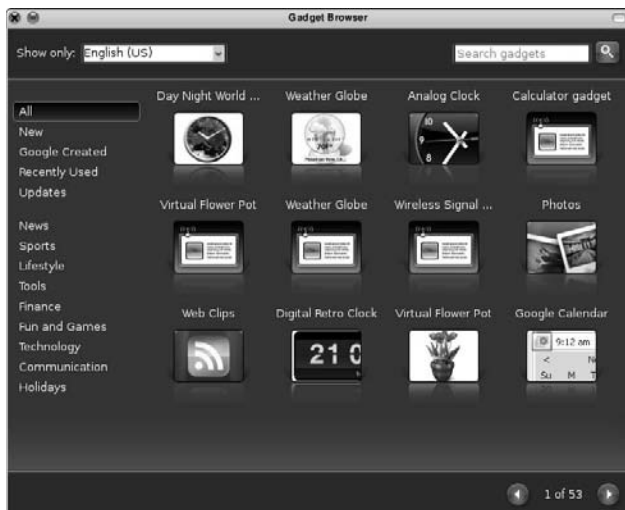 Gadget Browser
Show only: English (US)
Search gadgets
All
New
Google Created
Recently Used
Updates
News
Sports
Lifestyle
Tools
Finance
Fun and Games
Technology
Communication
Holidays
Day Night World ...
Weather Globe
Analog Clock
Calculator gadget
10
9
8
Virtual Flower Pot
Weather Globe
Wireless Signal ...
Photos
Web Clips
Digital Retro Clock
Virtual Flower Pot
Google Calendar
21 0
9:12 am
<
Su M T
1 of 53